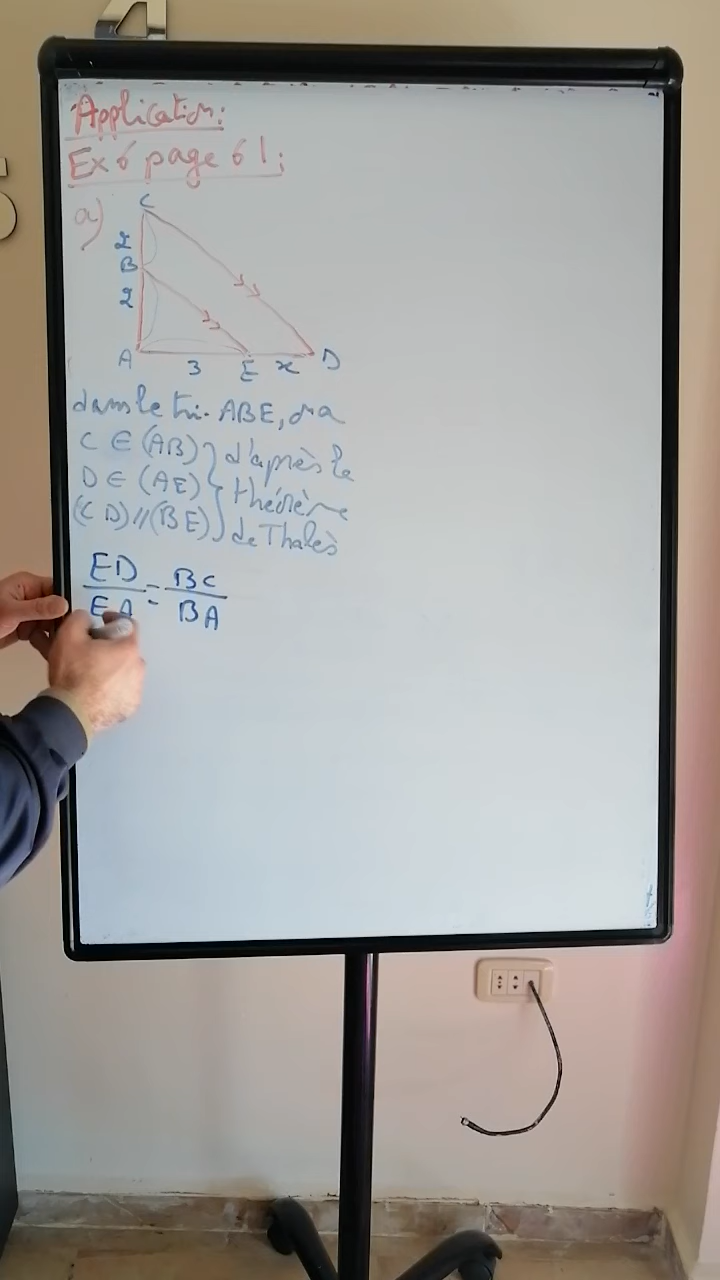 Application:
Ex 6 page 61:
a)
C
2
B
2
A 3 E x D
dans le tri. ABE, on a
C ∈ (AB)
D ∈ (AE)
(CD) // (BE)
} d'après le
théorème
de Thalès
ED/EA = BC/BA